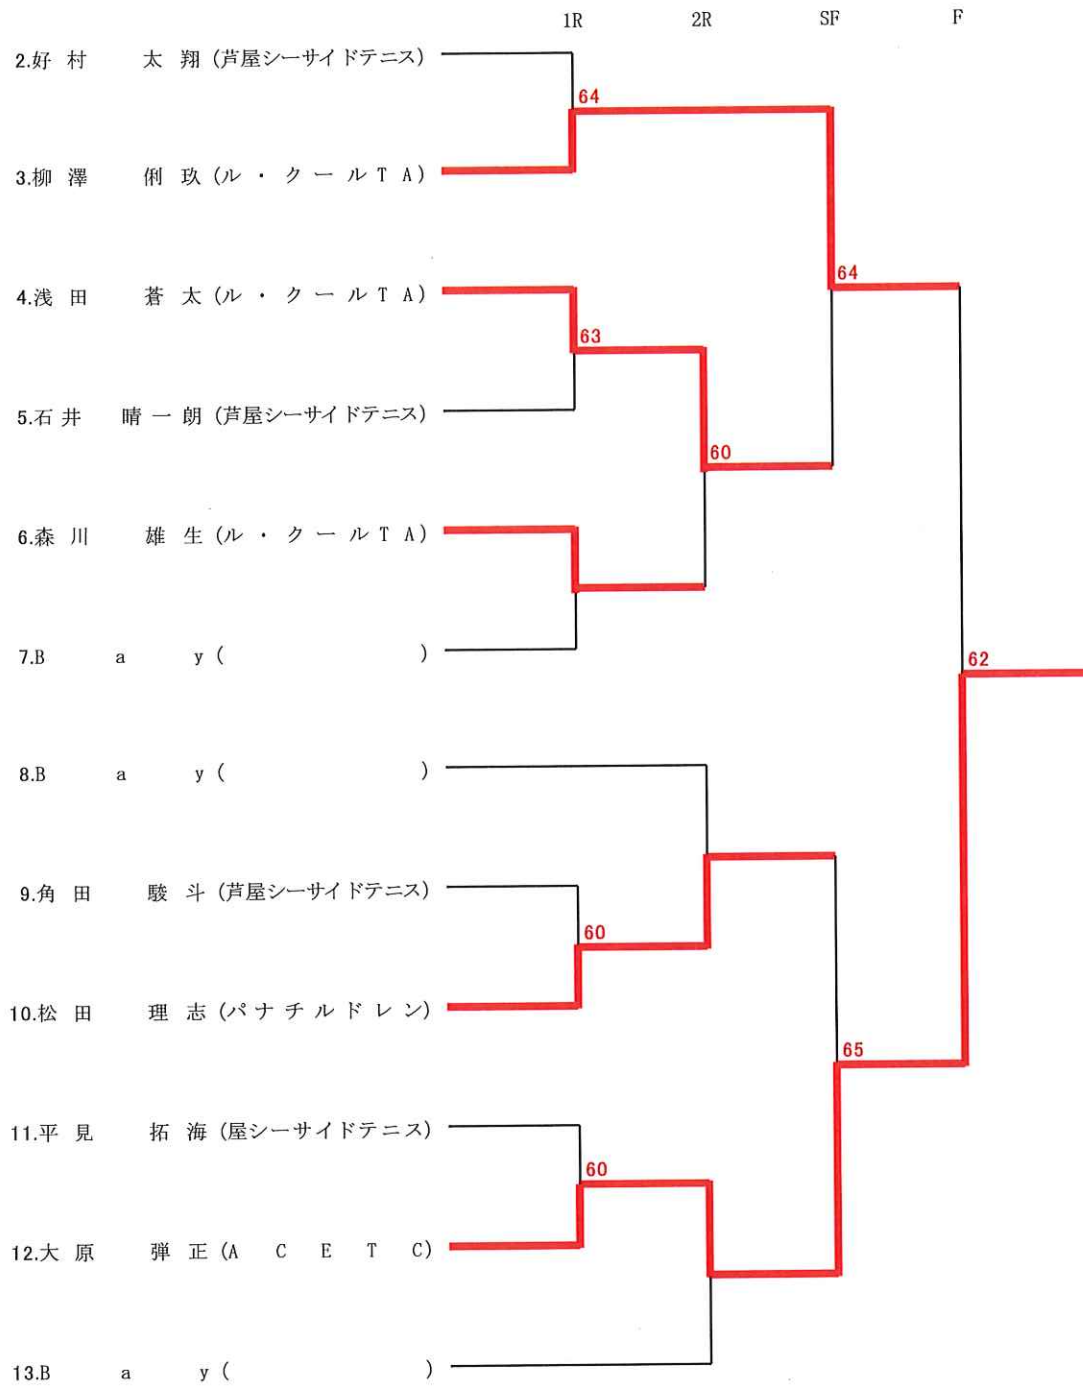 1R 2R SF F
2.好村 太翔(芦屋シーサイドテニス)
64
3.柳澤 俐玖(ル・クールTA)
64
4.浅田 蒼太(ル・クールTA)
63
5.石井 晴一朗(芦屋シーサイドテニス)
60
6.森川 雄生(ル・クールTA)
7.B a y( )
62
8.B a y( )
9.角田 駿斗(芦屋シーサイドテニス)
60
10.松田 理志(パナチルドレン)
65
11.平見 拓海(屋シーサイドテニス)
60
12.大原 弾正(A C E T C)
13.B a y( )